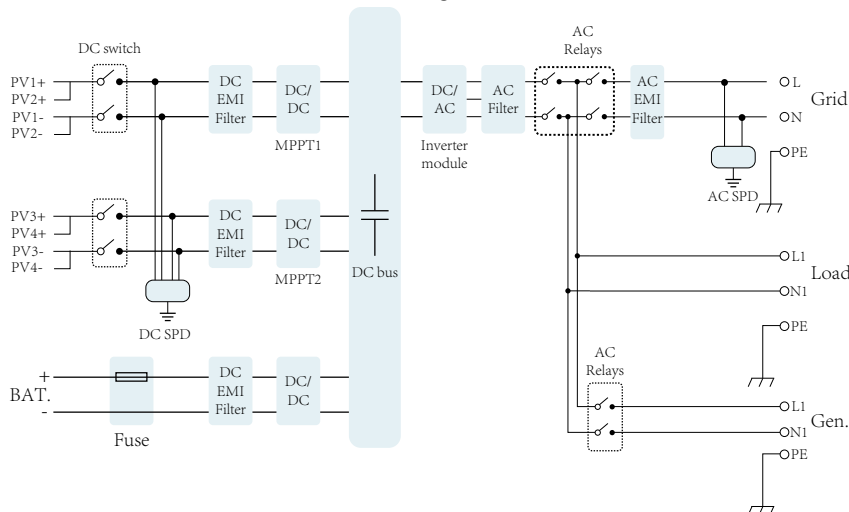 DC switch
AC
Relays
PV1+
PV2+
PV1-
PV2-
DC
EMI
Filter
DC/
DC
MPPT1
DC/
AC
Inverter
module
AC
Filter
AC
EMI
Filter
L
N
Grid
PE
AC SPD
PV3+
PV4+
PV3-
PV4-
DC
EMI
Filter
DC/
DC
MPPT2
DC bus
DC SPD
L1
N1
Load
PE
BAT.
+
-
Fuse
DC
EMI
Filter
DC/
DC
AC
Relays
L1
N1
Gen.
PE